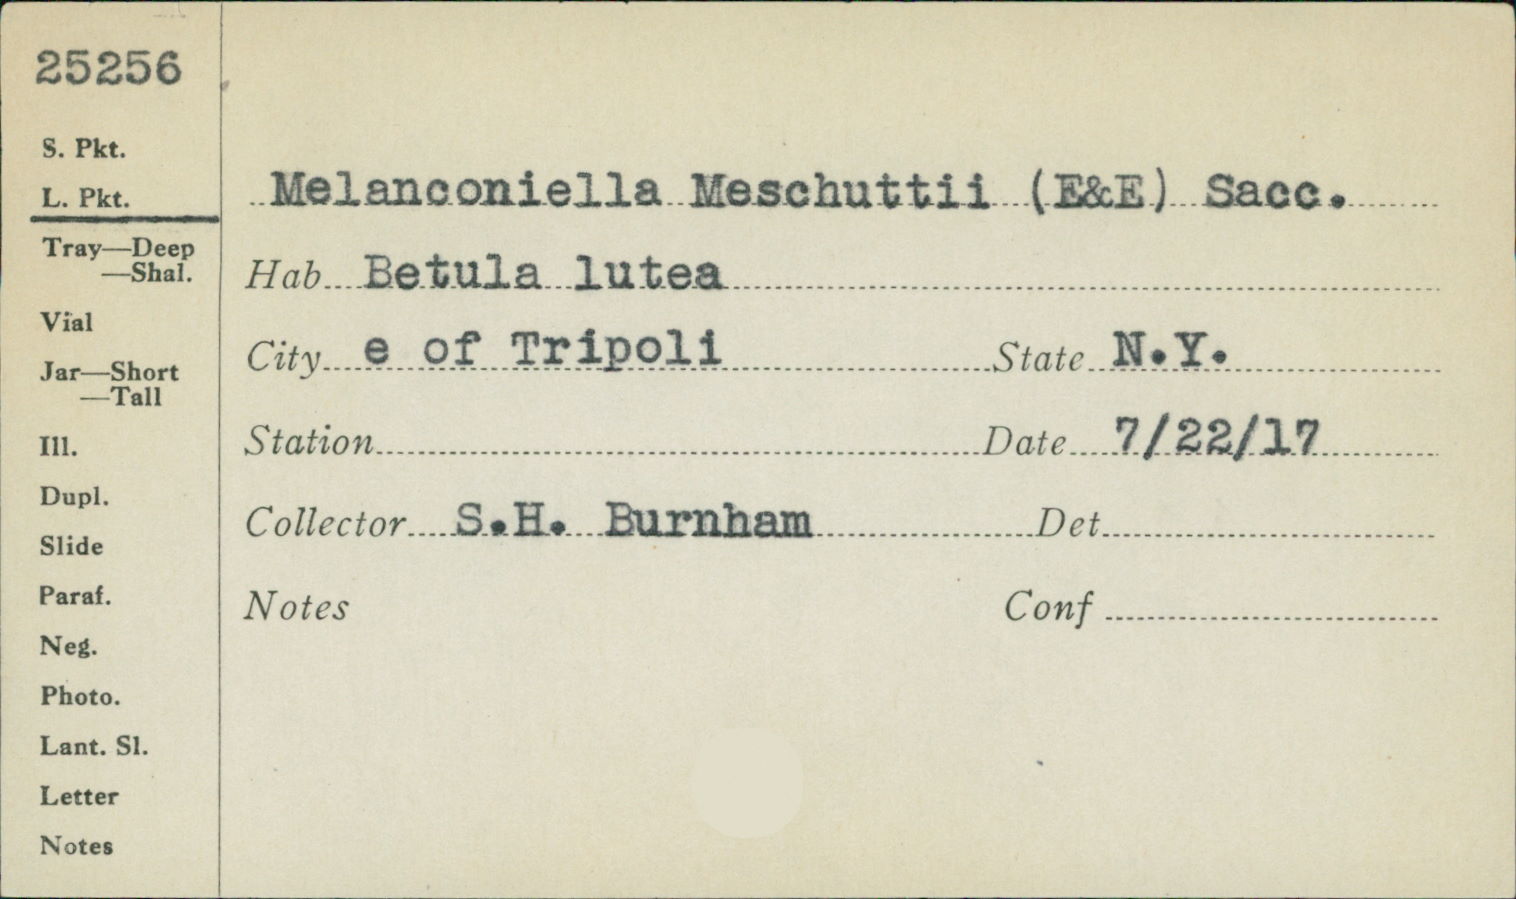 25256
S. Pkt.
L. Pkt.
Tray—Deep
—Shal.
Vial
Jar—Short
—Tall
Ill.
Dupl.
Slide
Paraf.
Neg.
Photo.
Lant. Sl.
Letter
Notes
Melanconiella Meschuttii (E&E) Sacc.
Hab Betula lutea
City e of Tripoli State N.Y.
Station Date 7/22/17
Collector S.H. Burnham Det
Notes Conf